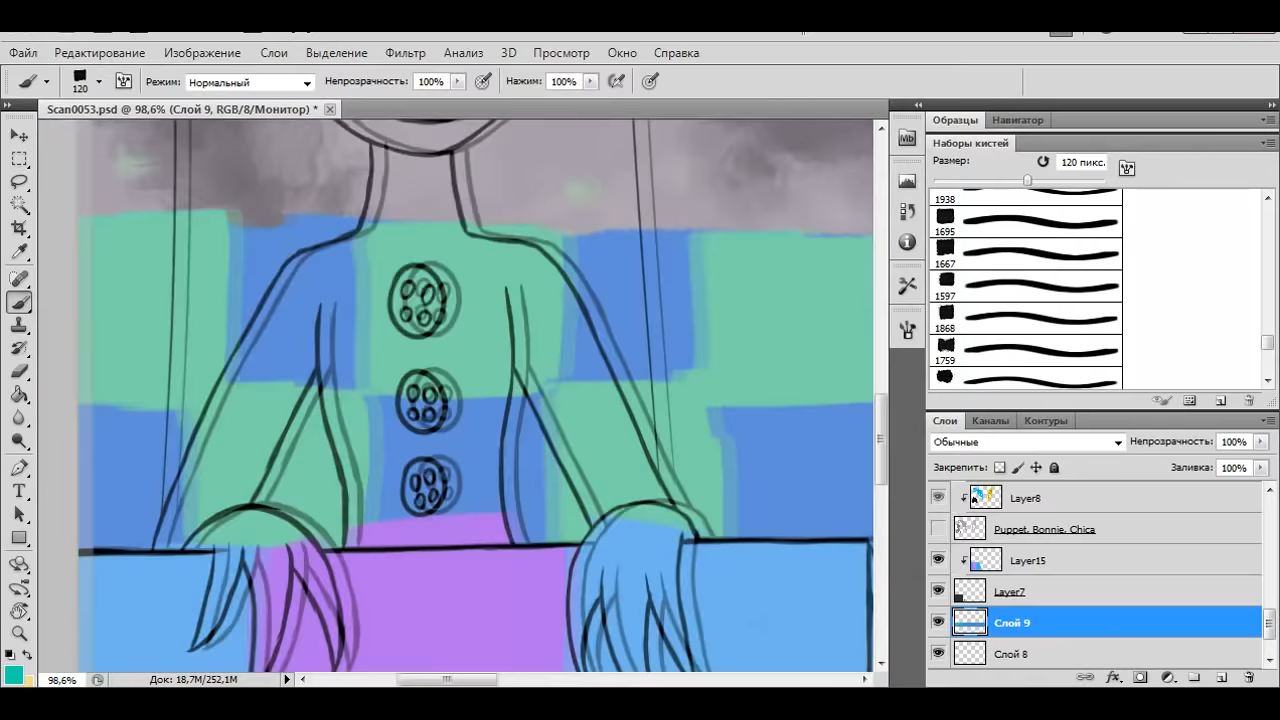 Файл Редактирование Изображение Слои Выделение Фильтр Анализ 3D Просмотр Окно Справка
120 Режим: Нормальный Непрозрачность: 100% Нажим: 100%
Scan0053.psd @ 98,6% (Слой 9, RGB/8/Монитор) *
Образцы Навигатор
Наборы кистей
Размер: 120 пикс.
1938
1695
1667
1597
1868
1759
Слои Каналы Контуры
Обычные Непрозрачность: 100%
Закрепить: Заливка: 100%
Layer8
Puppet, Bonnie, Chica
Layer15
Layer7
Слой 9
Слой 8
98,6% Док: 18,7M/252,1M
Mb